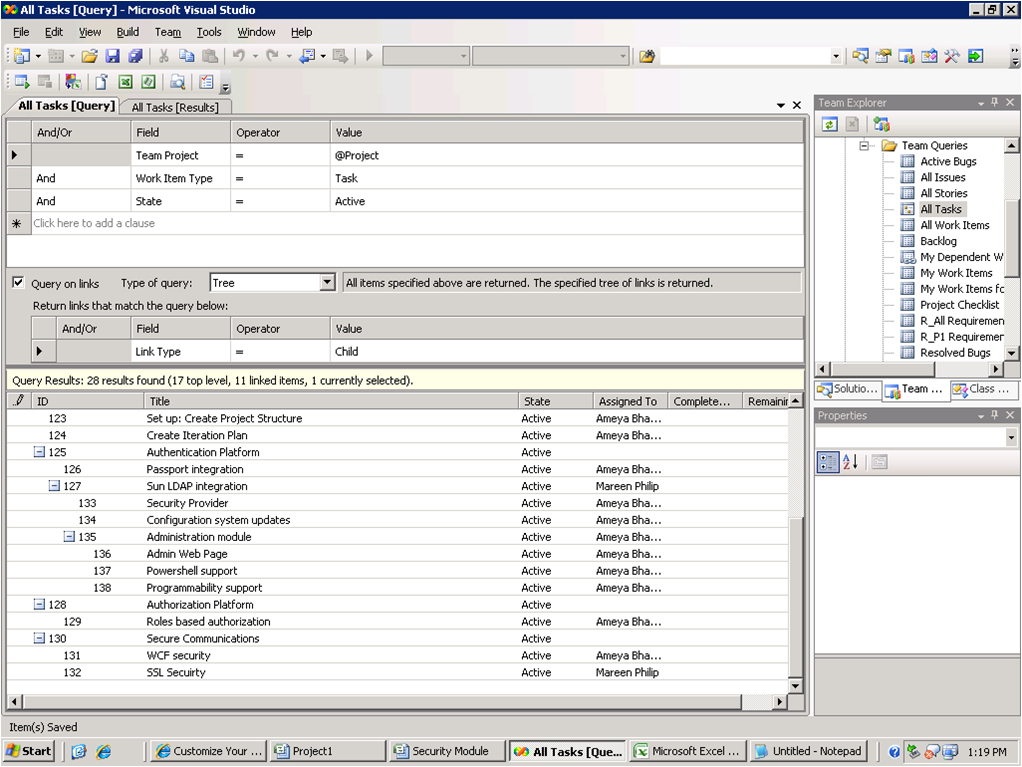 All Tasks [Query] - Microsoft Visual Studio
File Edit View Build Team Tools Window Help
All Tasks [Query] All Tasks [Results]
And/Or Field Operator Value
Team Project = @Project
And Work Item Type = Task
And State = Active
Click here to add a clause
Query on links Type of query: Tree All items specified above are returned. The specified tree of links is returned.
Return links that match the query below:
And/Or Field Operator Value
Link Type = Child
Query Results: 28 results found (17 top level, 11 linked items, 1 currently selected).
ID Title State Assigned To Complete... Remainin
123 Set up: Create Project Structure Active Ameya Bha...
124 Create Iteration Plan Active Ameya Bha...
125 Authentication Platform Active
126 Passport integration Active Ameya Bha...
127 Sun LDAP integration Active Mareen Philip
133 Security Provider Active Ameya Bha...
134 Configuration system updates Active Ameya Bha...
135 Administration module Active Ameya Bha...
136 Admin Web Page Active Ameya Bha...
137 Powershell support Active Ameya Bha...
138 Programmability support Active Ameya Bha...
128 Authorization Platform Active
129 Roles based authorization Active Ameya Bha...
130 Secure Communications Active
131 WCF security Active Ameya Bha...
132 SSL Secuirty Active Mareen Philip
Team Explorer
Team Queries
Active Bugs
All Issues
All Stories
All Tasks
All Work Items
Backlog
My Dependent W
My Work Items
My Work Items fo
Project Checklist
R_All Requiremen
R_P1 Requiremen
Resolved Bugs
Solutio... Team ... Class ...
Properties
Item(s) Saved
Start Customize Your ... Project1 Security Module All Tasks [Que... Microsoft Excel ... Untitled - Notepad 1:19 PM